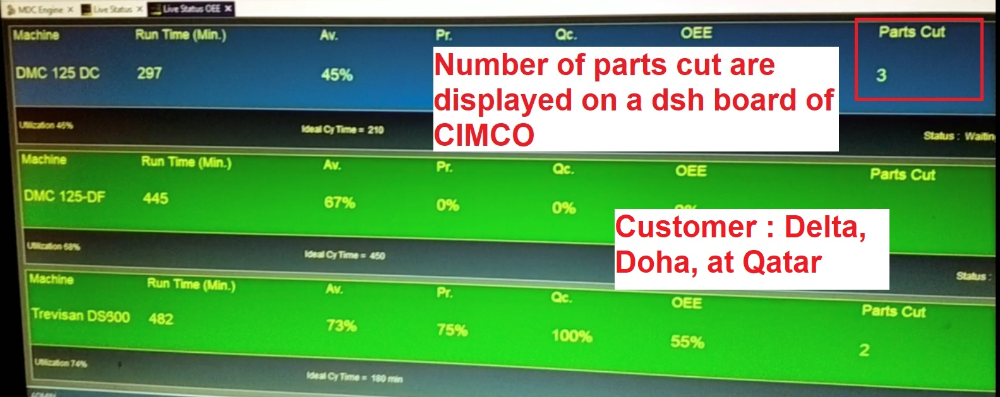 MDC Engine X Live Status X Live Status OEE X
Machine Run Time (Min.) Av. Pr. Qc. OEE Parts Cut
DMC 125 DC 297 45% 3
Number of parts cut are
displayed on a dsh board of
CIMCO
Utilization 46% Ideal Cy Time = 210 Status : Waitin
Machine Run Time (Min.) Av. Pr. Qc. OEE Parts Cut
DMC 125-DF 445 67% 0% 0%
Customer : Delta,
Doha, at Qatar
Utilization 68% Ideal Cy Time = 450 Status :
Machine Run Time (Min.) Av. Pr. Qc. OEE Parts Cut
Trevisan DS600 482 73% 75% 100% 55% 2
Utilization 74% Ideal Cy Time = 180 min